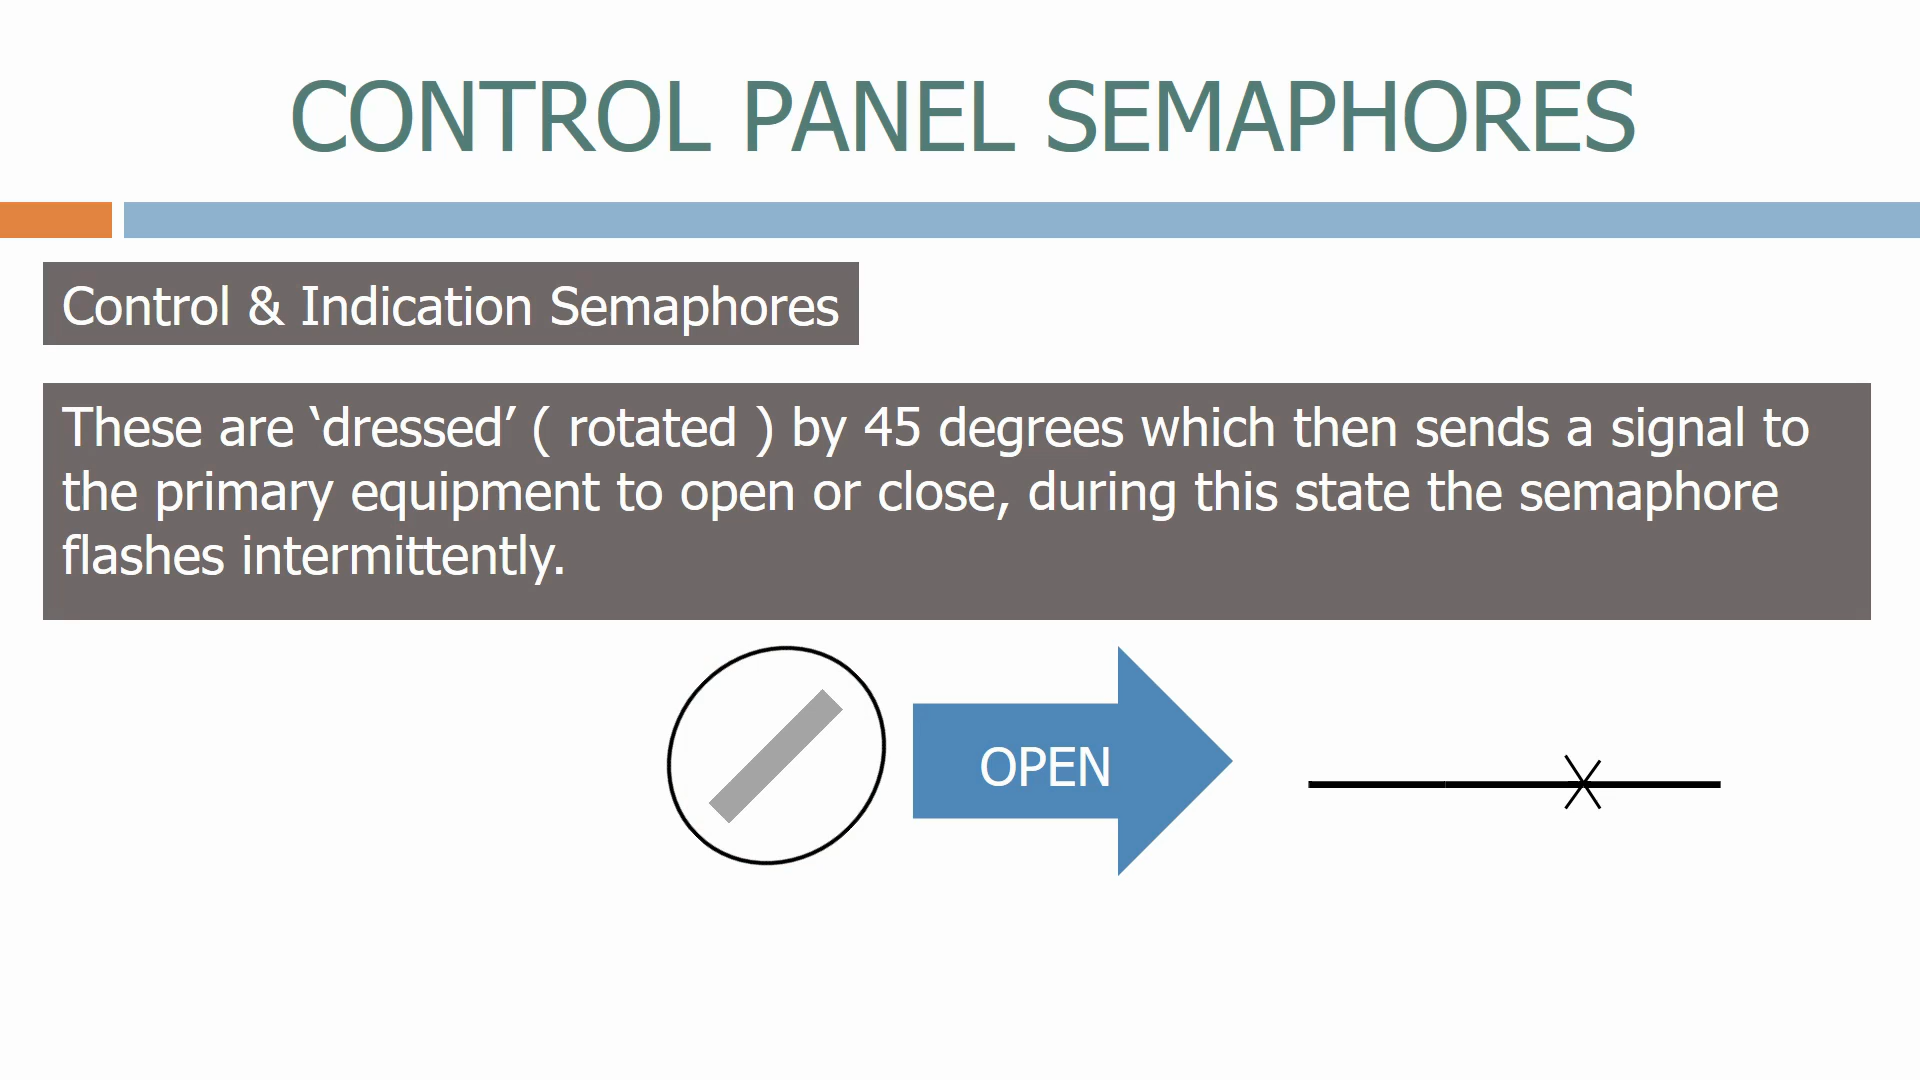 CONTROL PANEL SEMAPHORES
Control & Indication Semaphores
These are ‘dressed’ ( rotated ) by 45 degrees which then sends a signal to
the primary equipment to open or close, during this state the semaphore
flashes intermittently.
OPEN